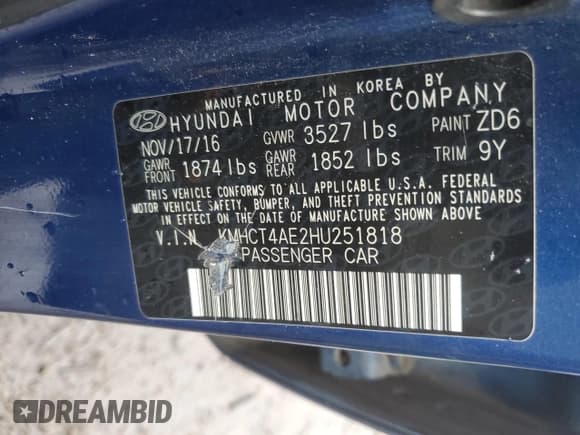 MANUFACTURED IN KOREA BY
HYUNDAI MOTOR COMPANY
NOV/17/16 GVWR 3527 lbs PAINT ZD6
GAWR FRONT 1874 lbs GAWR REAR 1852 lbs TRIM 9Y
THIS VEHICLE CONFORMS TO ALL APPLICABLE U.S.A. FEDERAL
MOTOR VEHICLE SAFETY, BUMPER, AND THEFT PREVENTION STANDARDS
IN EFFECT ON THE DATE OF MANUFACTURE SHOWN ABOVE
V.I.N. KMHCT4AE2HU251818
PASSENGER CAR
DREAMBID